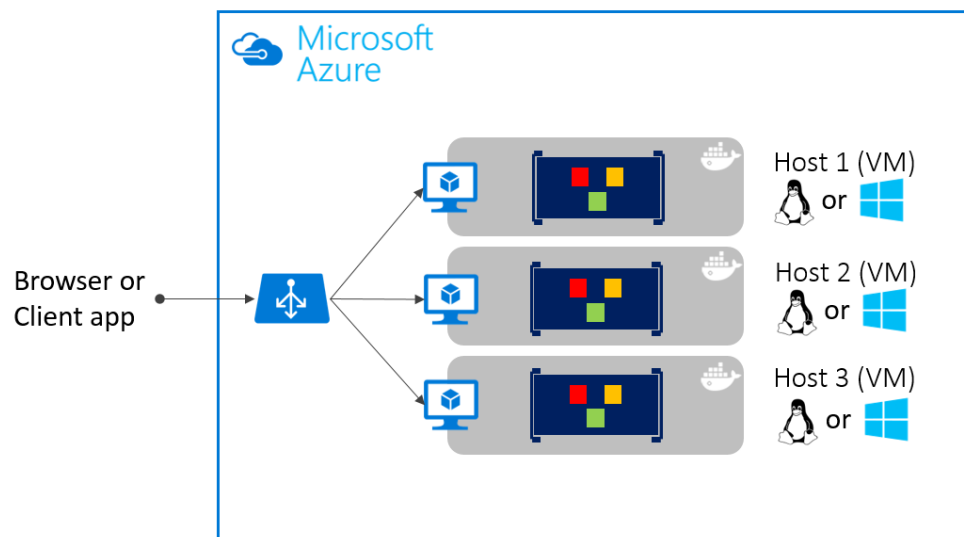 Microsoft
Azure
Host 1 (VM)
or
Host 2 (VM)
or
Browser or
Client app
Host 3 (VM)
or